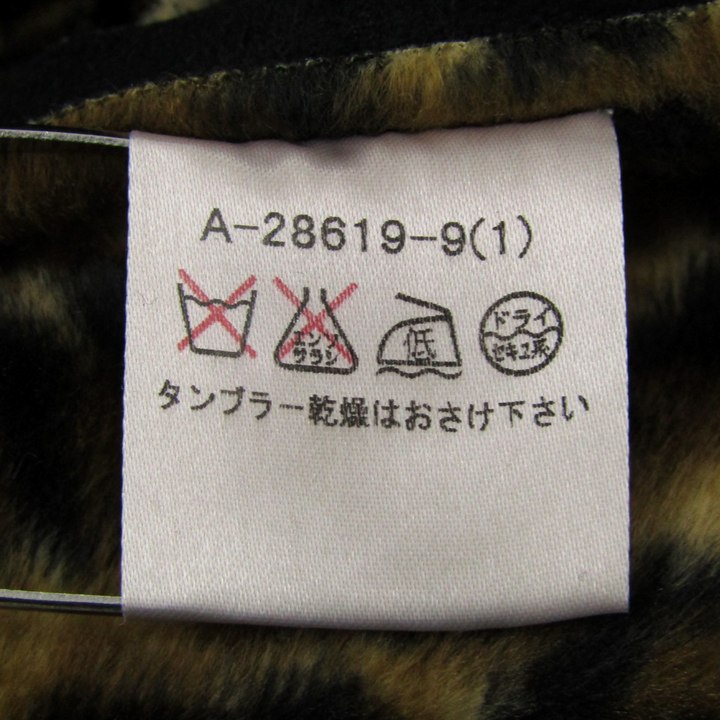 A-28619-9(1)
エンソ
サラシ
低
ドライ
セキユ系
タンブラー乾燥はおさけ下さい